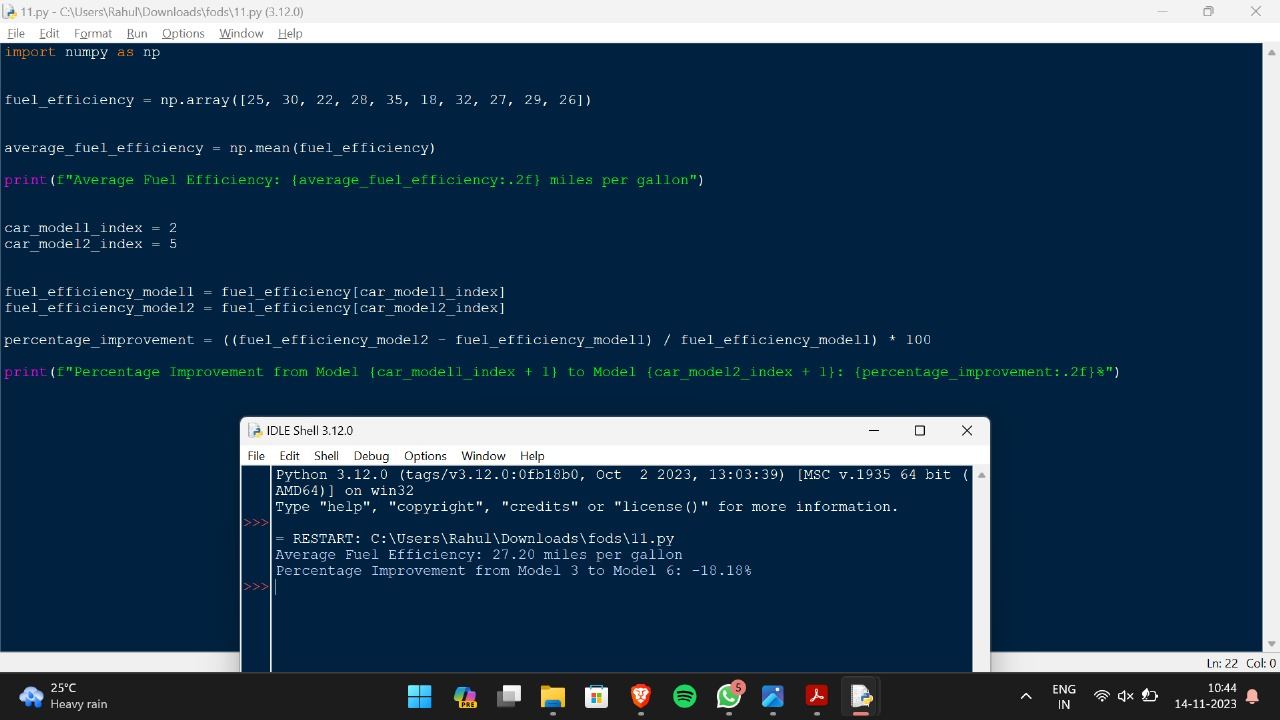 11.py - C:\Users\Rahul\Downloads\fods\11.py (3.12.0)
File Edit Format Run Options Window Help
import numpy as np
fuel_efficiency = np.array([25, 30, 22, 28, 35, 18, 32, 27, 29, 26])
average_fuel_efficiency = np.mean(fuel_efficiency)
print(f"Average Fuel Efficiency: {average_fuel_efficiency:.2f} miles per gallon")
car_model1_index = 2
car_model2_index = 5
fuel_efficiency_model1 = fuel_efficiency[car_model1_index]
fuel_efficiency_model2 = fuel_efficiency[car_model2_index]
percentage_improvement = ((fuel_efficiency_model2 - fuel_efficiency_model1) / fuel_efficiency_model1) * 100
print(f"Percentage Improvement from Model {car_model1_index + 1} to Model {car_model2_index + 1}: {percentage_improvement:.2f}%")
IDLE Shell 3.12.0
File Edit Shell Debug Options Window Help
Python 3.12.0 (tags/v3.12.0:0fb18b0, Oct  2 2023, 13:03:39) [MSC v.1935 64 bit (
AMD64)] on win32
Type "help", "copyright", "credits" or "license()" for more information.
>>>
= RESTART: C:\Users\Rahul\Downloads\fods\11.py
Average Fuel Efficiency: 27.20 miles per gallon
Percentage Improvement from Model 3 to Model 6: -18.18%
>>>
Ln: 22 Col: 0
25°C
Heavy rain
PRE
5
ENG
IN
10:44
14-11-2023